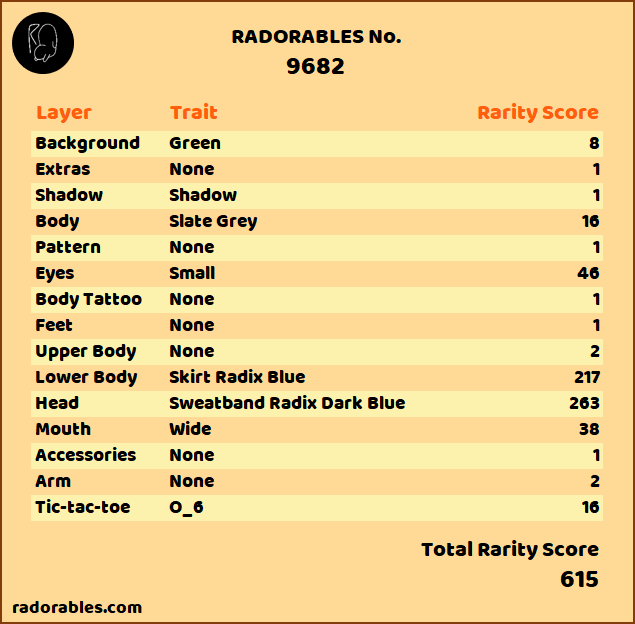 RADORABLES No.
9682
Layer Trait Rarity Score
Background Green 8
Extras None 1
Shadow Shadow 1
Body Slate Grey 16
Pattern None 1
Eyes Small 46
Body Tattoo None 1
Feet None 1
Upper Body None 2
Lower Body Skirt Radix Blue 217
Head Sweatband Radix Dark Blue 263
Mouth Wide 38
Accessories None 1
Arm None 2
Tic-tac-toe O_6 16
Total Rarity Score
615
radorables.com